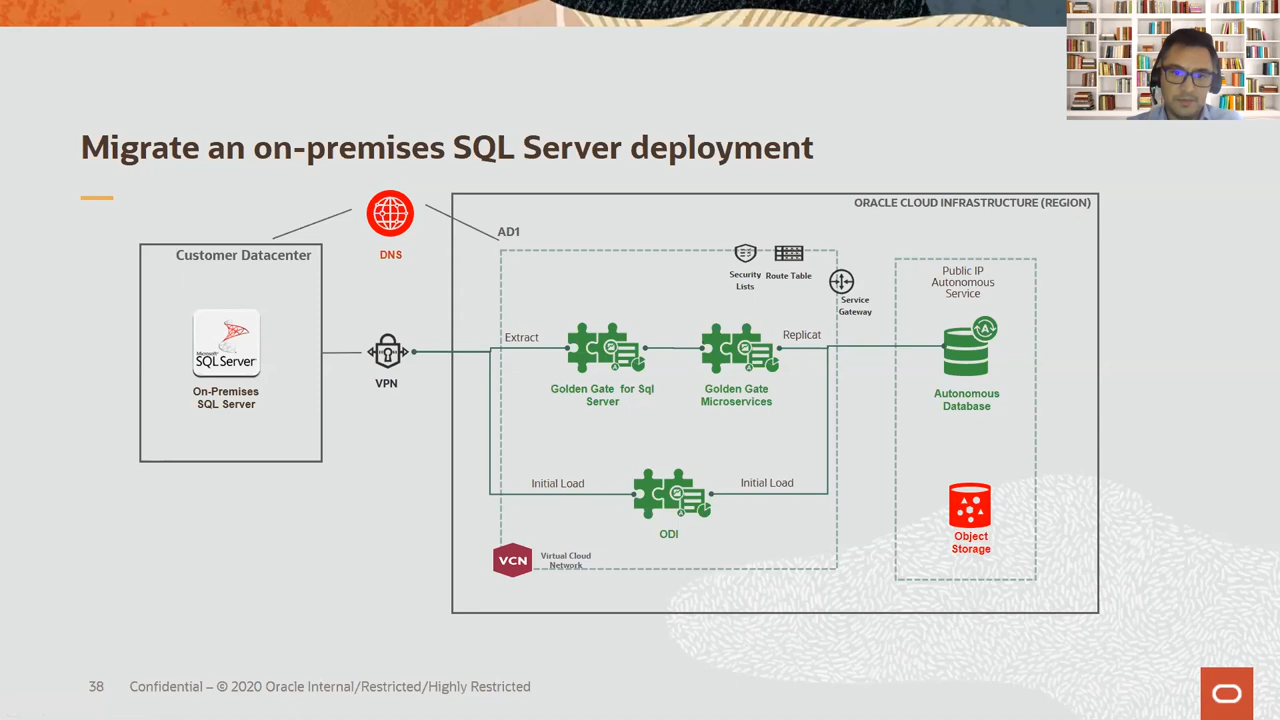 Migrate an on-premises SQL Server deployment
DNS
ORACLE CLOUD INFRASTRUCTURE (REGION)
AD1
Customer Datacenter
Security
Lists
Route Table
Service
Gateway
Public IP
Autonomous
Service
Microsoft
SQL Server
On-Premises
SQL Server
VPN
Extract
Golden Gate for Sql
Server
Golden Gate
Microservices
Replicat
A
Autonomous
Database
Initial Load
ODI
Initial Load
Object
Storage
VCN
Virtual Cloud
Network
38
Confidential – © 2020 Oracle Internal/Restricted/Highly Restricted